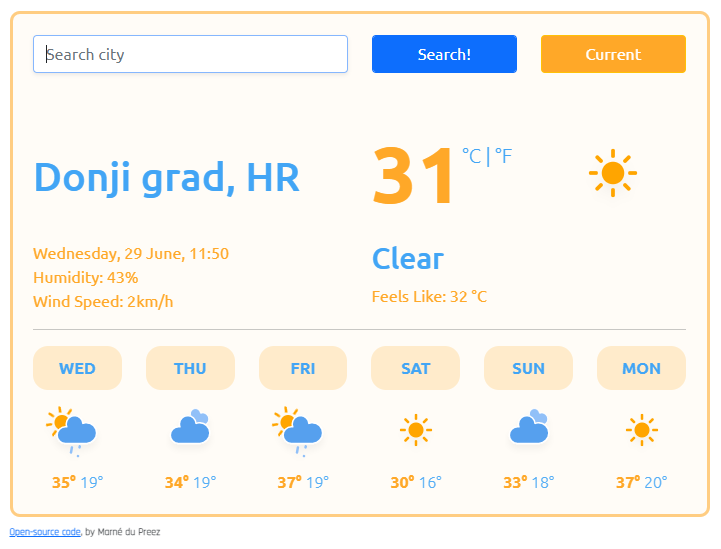 Search city
Search!
Current
Donji grad, HR
31 °C | °F
Wednesday, 29 June, 11:50
Humidity: 43%
Wind Speed: 2km/h
Clear
Feels Like: 32 °C
WED THU FRI SAT SUN MON
35° 19° 34° 19° 37° 19° 30° 16° 33° 18° 37° 20°
Open-source code, by Marné du Preez